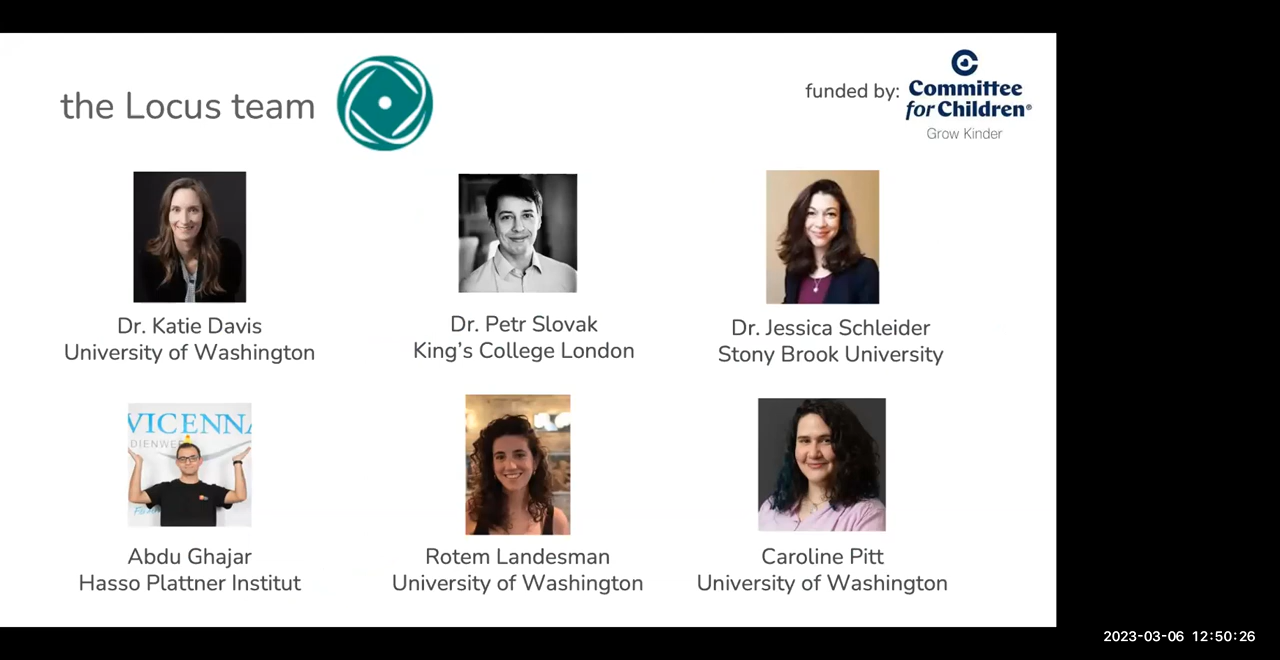 the Locus team
funded by:
Committee
for Children®
Grow Kinder
Dr. Katie Davis
University of Washington
Dr. Petr Slovak
King's College London
Dr. Jessica Schleider
Stony Brook University
VICENNA
DIENWE
Abdu Ghajar
Hasso Plattner Institut
Rotem Landesman
University of Washington
Caroline Pitt
University of Washington
2023-03-06 12:50:26